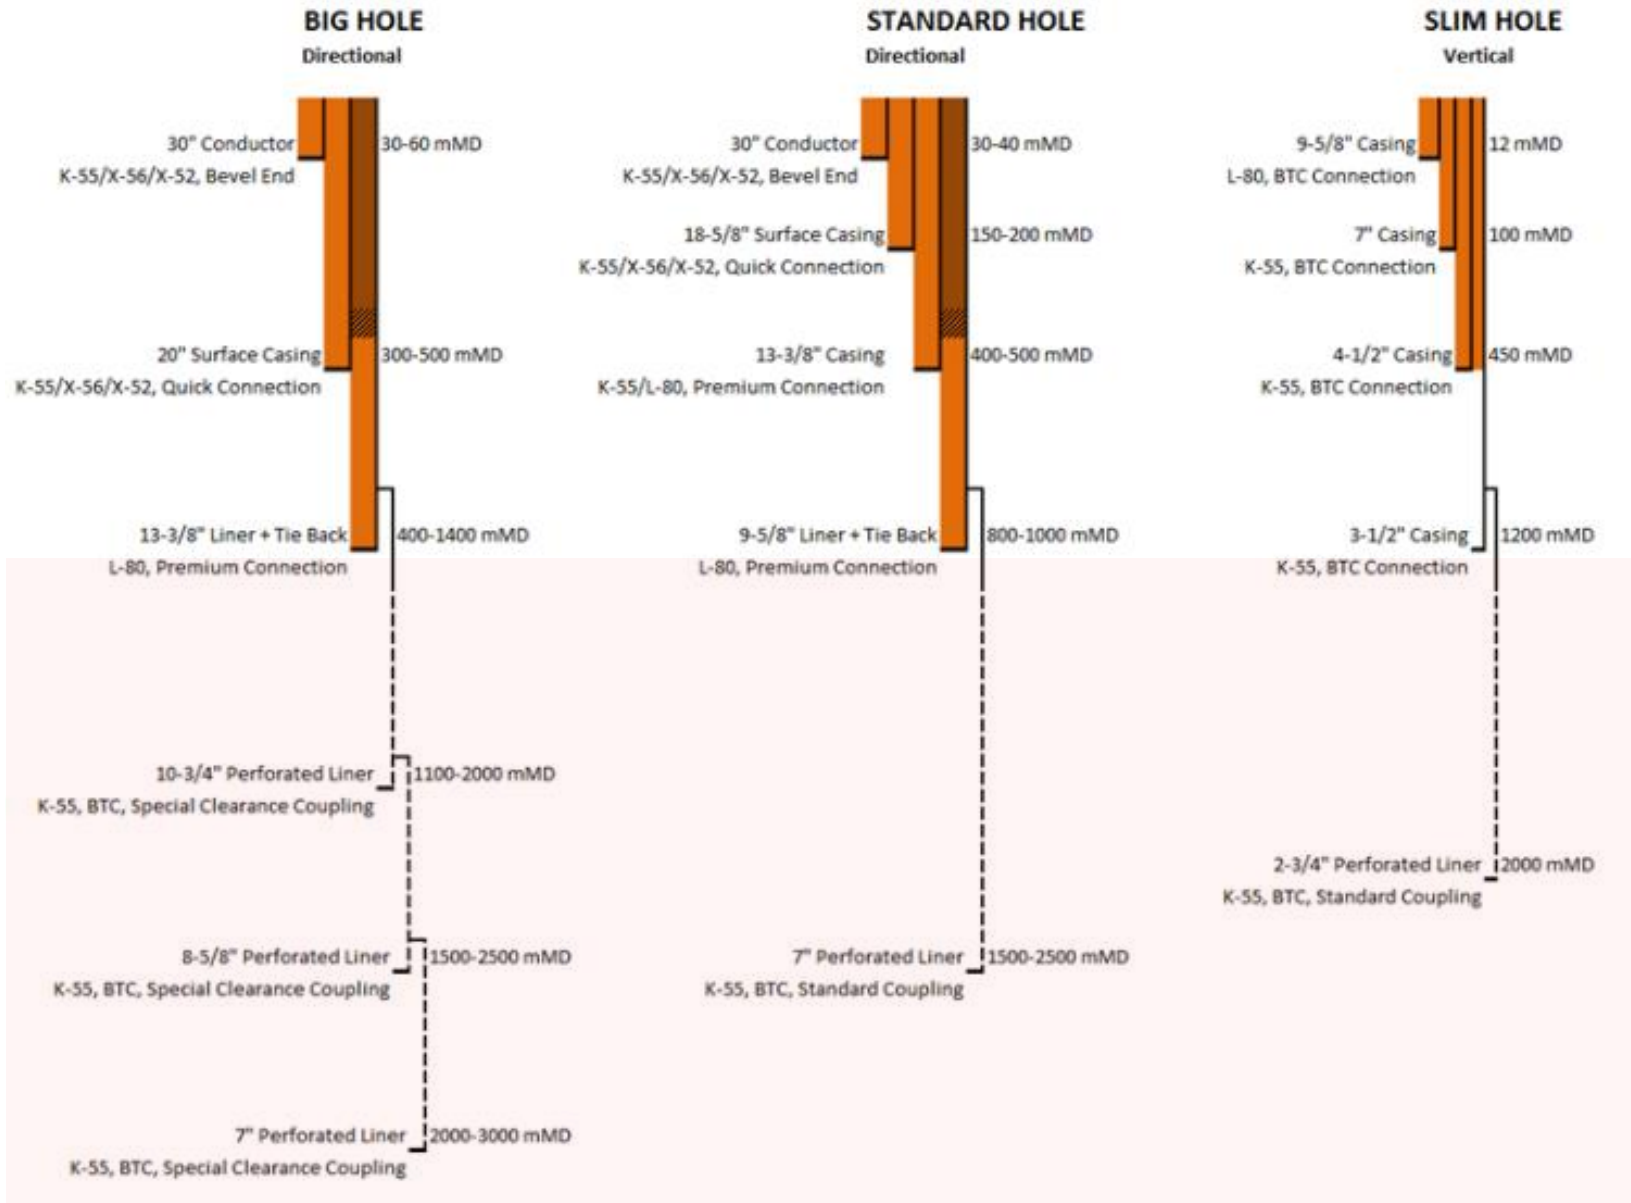 BIG HOLE
Directional
30" Conductor
30-60 mMD
K-55/X-56/X-52, Bevel End
20" Surface Casing
300-500 mMD
K-55/X-56/X-52, Quick Connection
13-3/8" Liner + Tie Back
400-1400 mMD
L-80, Premium Connection
10-3/4" Perforated Liner
1100-2000 mMD
K-55, BTC, Special Clearance Coupling
8-5/8" Perforated Liner
1500-2500 mMD
K-55, BTC, Special Clearance Coupling
7" Perforated Liner
2000-3000 mMD
K-55, BTC, Special Clearance Coupling
STANDARD HOLE
Directional
30" Conductor
30-40 mMD
K-55/X-56/X-52, Bevel End
18-5/8" Surface Casing
150-200 mMD
K-55/X-56/X-52, Quick Connection
13-3/8" Casing
400-500 mMD
K-55/L-80, Premium Connection
9-5/8" Liner + Tie Back
800-1000 mMD
L-80, Premium Connection
7" Perforated Liner
1500-2500 mMD
K-55, BTC, Standard Coupling
SLIM HOLE
Vertical
9-5/8" Casing
12 mMD
L-80, BTC Connection
7" Casing
100 mMD
K-55, BTC Connection
4-1/2" Casing
450 mMD
K-55, BTC Connection
3-1/2" Casing
1200 mMD
K-55, BTC Connection
2-3/4" Perforated Liner
2000 mMD
K-55, BTC, Standard Coupling